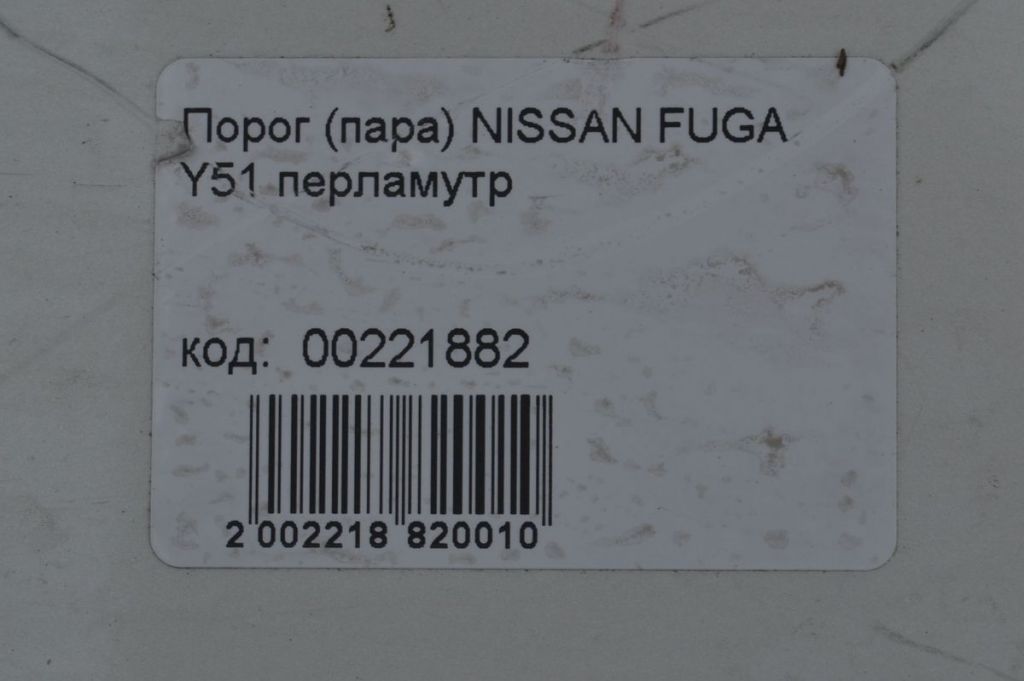 Порог (пара) NISSAN FUGA
Y51 перламутр
код: 00221882
2 002218 820010